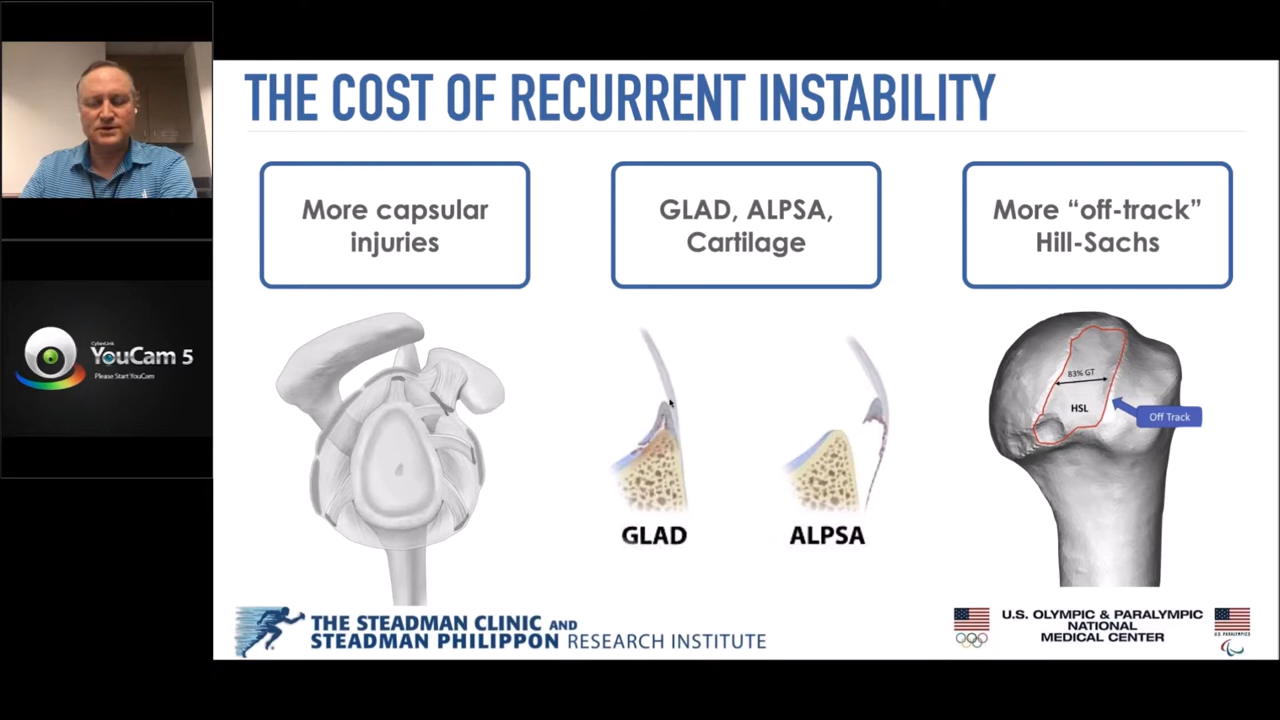 THE COST OF RECURRENT INSTABILITY
More capsular
injuries
GLAD, ALPSA,
Cartilage
More “off-track”
Hill-Sachs
83% GT
HSL
Off Track
GLAD
ALPSA
THE STEADMAN CLINIC AND
STEADMAN PHILIPPON RESEARCH INSTITUTE
U.S. OLYMPIC & PARALYMPIC
NATIONAL
MEDICAL CENTER
U.S. PARALYMPICS
CyberLink
YouCam 5
Please Start YouCam